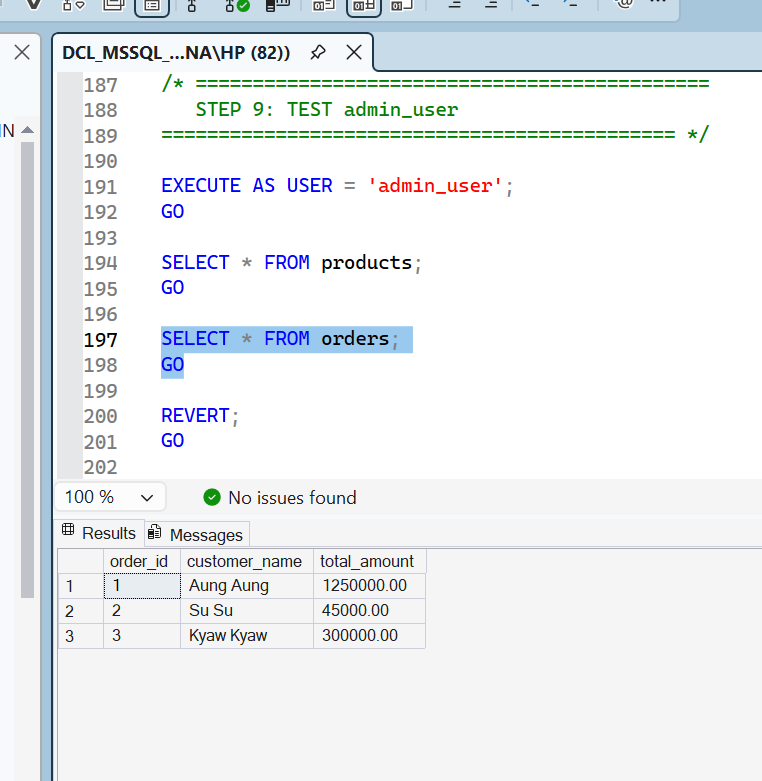 DCL_MSSQL_...NA\HP (82))
IN
187 /* =============================================
188 STEP 9: TEST admin_user
189 ============================================= */
190
191 EXECUTE AS USER = 'admin_user';
192 GO
193
194 SELECT * FROM products;
195 GO
196
197 SELECT * FROM orders;
198 GO
199
200 REVERT;
201 GO
202
100 %
No issues found
Results Messages
order_id customer_name total_amount
1 1 Aung Aung 1250000.00
2 2 Su Su 45000.00
3 3 Kyaw Kyaw 300000.00